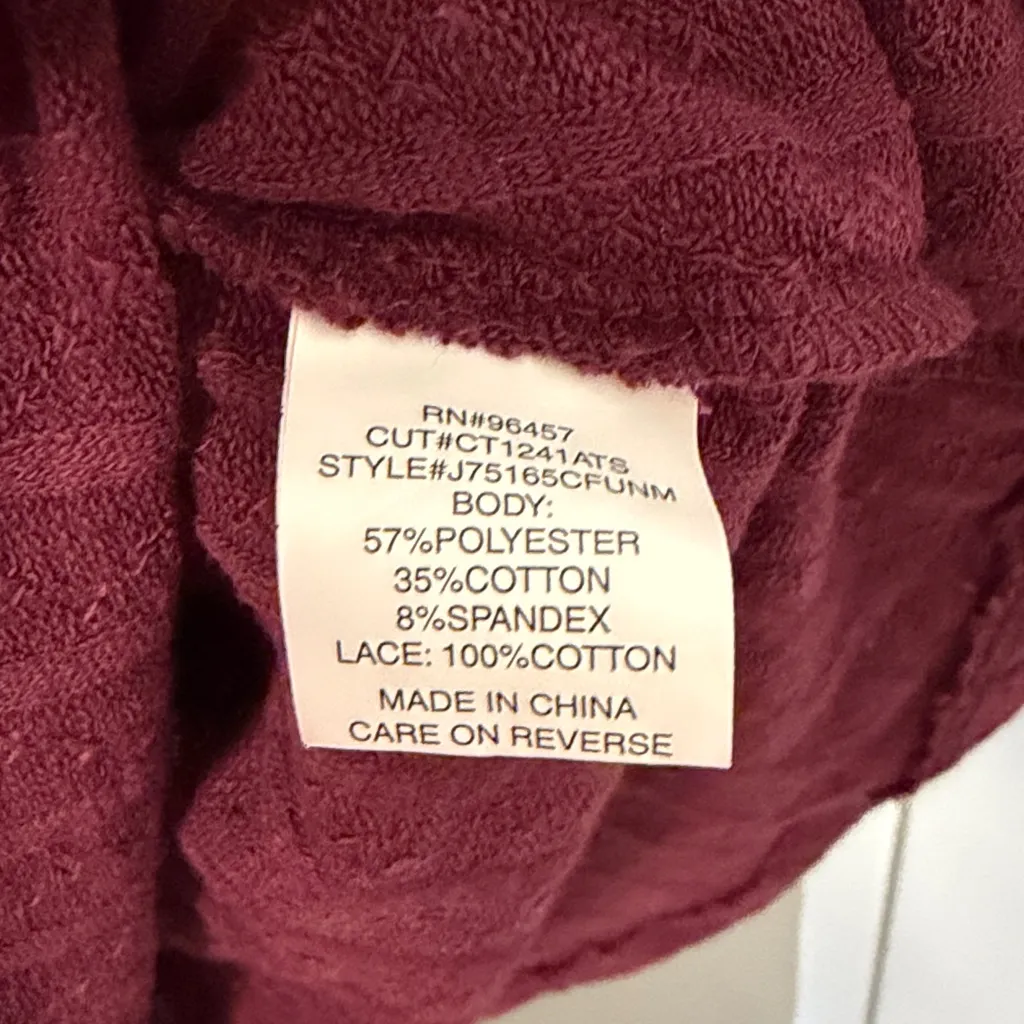 RN#96457
CUT#CT1241ATS
STYLE#J75165CFUNM
BODY:
57%POLYESTER
35%COTTON
8%SPANDEX
LACE: 100%COTTON
MADE IN CHINA
CARE ON REVERSE